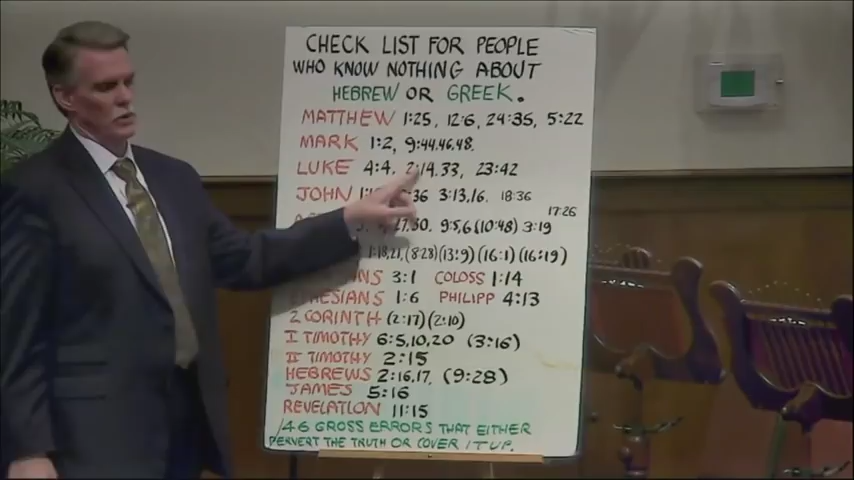 CHECK LIST FOR PEOPLE
WHO KNOW NOTHING ABOUT
HEBREW OR GREEK.
MATTHEW 1:25, 12:6, 24:35, 5:22
MARK 1:2, 9:44.46.48.
LUKE 4:4. 2:14.33, 23:42
JOHN 3:13,16. 18:36
17:26
9:5,6 (10:48) 3:19
1:18,21, (8:28) (13:9) (16:1) (16:19)
3:1 COLOSS 1:14
1:6 PHILIPP 4:13
2 CORINTH (2:17) (2:10)
I TIMOTHY 6:5,10,20 (3:16)
II TIMOTHY 2:15
HEBREWS 2:16,17, (9:28)
JAMES 5:16
REVELATION 11:15
GROSS ERRORS THAT EITHER
PERVERT THE TRUTH OR COVER IT UP.